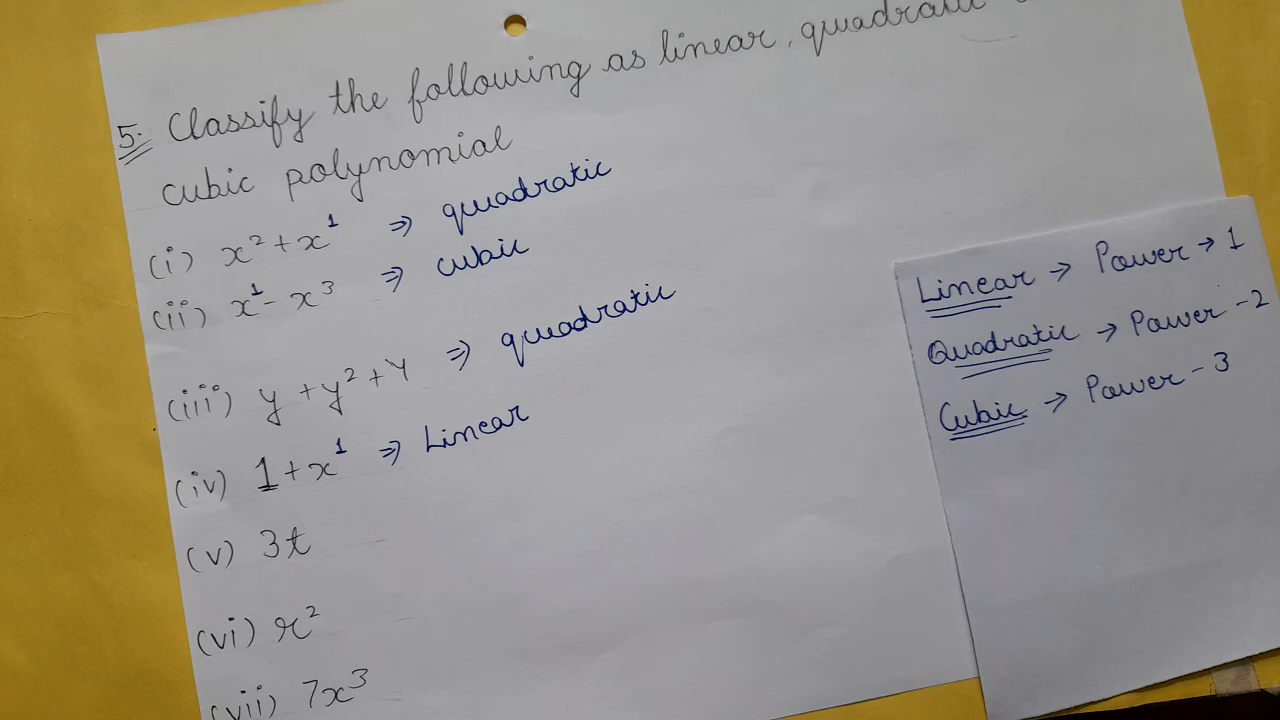 5. Classify the following as linear, quadratic
cubic polynomial
(i) x² + x¹ ⇒ quadratic
(ii) x¹ - x³ ⇒ cubic
(iii) y + y² + 4 ⇒ quadratic
(iv) 1 + x¹ ⇒ Linear
(v) 3t
(vi) r²
(vii) 7x³
Linear → Power → 1
Quadratic → Power - 2
Cubic → Power - 3